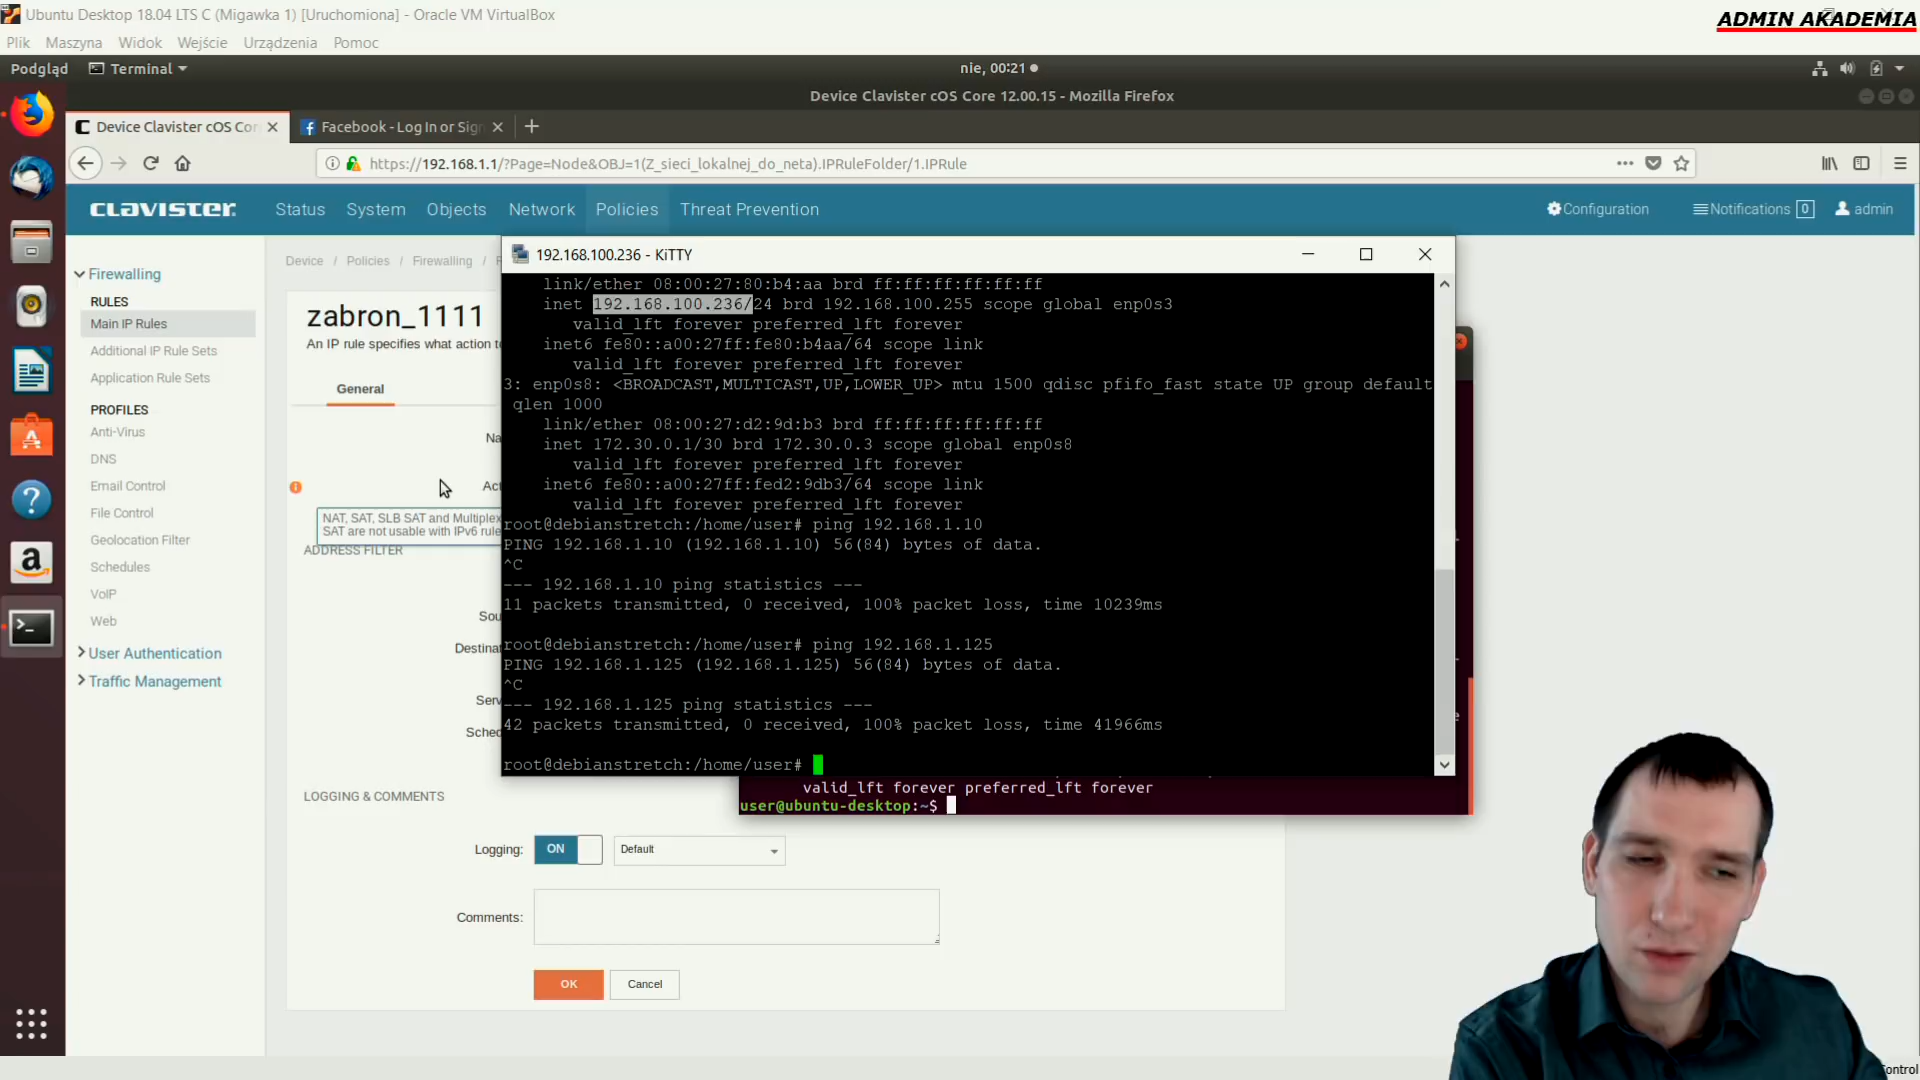 Ubuntu Desktop 18.04 LTS C (Migawka 1) [Uruchomiona] - Oracle VM VirtualBox
ADMIN AKADEMIA
Plik Maszyna Widok Wejście Urządzenia Pomoc
Podgląd Terminal nie, 00:21
Device Clavister cOS Core 12.00.15 - Mozilla Firefox
Device Clavister cOS Cor Facebook - Log In or Sig
https://192.168.1.1/?Page=Node&OBJ=1(Z_sieci_lokalnej_do_neta).IPRuleFolder/1.IPRule
CLAVISTER Status System Objects Network Policies Threat Prevention Configuration Notifications 0 admin
Firewalling
RULES
Main IP Rules
Additional IP Rule Sets
Application Rule Sets
PROFILES
Anti-Virus
DNS
Email Control
File Control
Geolocation Filter
Schedules
VoIP
Web
User Authentication
Traffic Management
Device / Policies / Firewalling /
zabron_1111
An IP rule specifies what action to
General
Na
Act
NAT, SAT, SLB SAT and Multiplex
SAT are not usable with IPv6 rule
ADDRESS FILTER
Sou
Destinat
Serv
Sched
192.168.100.236 - KiTTY
link/ether 08:00:27:80:b4:aa brd ff:ff:ff:ff:ff:ff
inet 192.168.100.236/24 brd 192.168.100.255 scope global enp0s3
valid_lft forever preferred_lft forever
inet6 fe80::a00:27ff:fe80:b4aa/64 scope link
valid_lft forever preferred_lft forever
3: enp0s8: <BROADCAST,MULTICAST,UP,LOWER_UP> mtu 1500 qdisc pfifo_fast state UP group default
qlen 1000
link/ether 08:00:27:d2:9d:b3 brd ff:ff:ff:ff:ff:ff
inet 172.30.0.1/30 brd 172.30.0.3 scope global enp0s8
valid_lft forever preferred_lft forever
inet6 fe80::a00:27ff:fed2:9db3/64 scope link
valid_lft forever preferred_lft forever
root@debianstretch:/home/user# ping 192.168.1.10
PING 192.168.1.10 (192.168.1.10) 56(84) bytes of data.
^C
--- 192.168.1.10 ping statistics ---
11 packets transmitted, 0 received, 100% packet loss, time 10239ms
root@debianstretch:/home/user# ping 192.168.1.125
PING 192.168.1.125 (192.168.1.125) 56(84) bytes of data.
^C
--- 192.168.1.125 ping statistics ---
42 packets transmitted, 0 received, 100% packet loss, time 41966ms
root@debianstretch:/home/user#
valid_lft forever preferred_lft forever
user@ubuntu-desktop:~$
LOGGING & COMMENTS
Logging: ON Default
Comments:
OK Cancel
ontrol